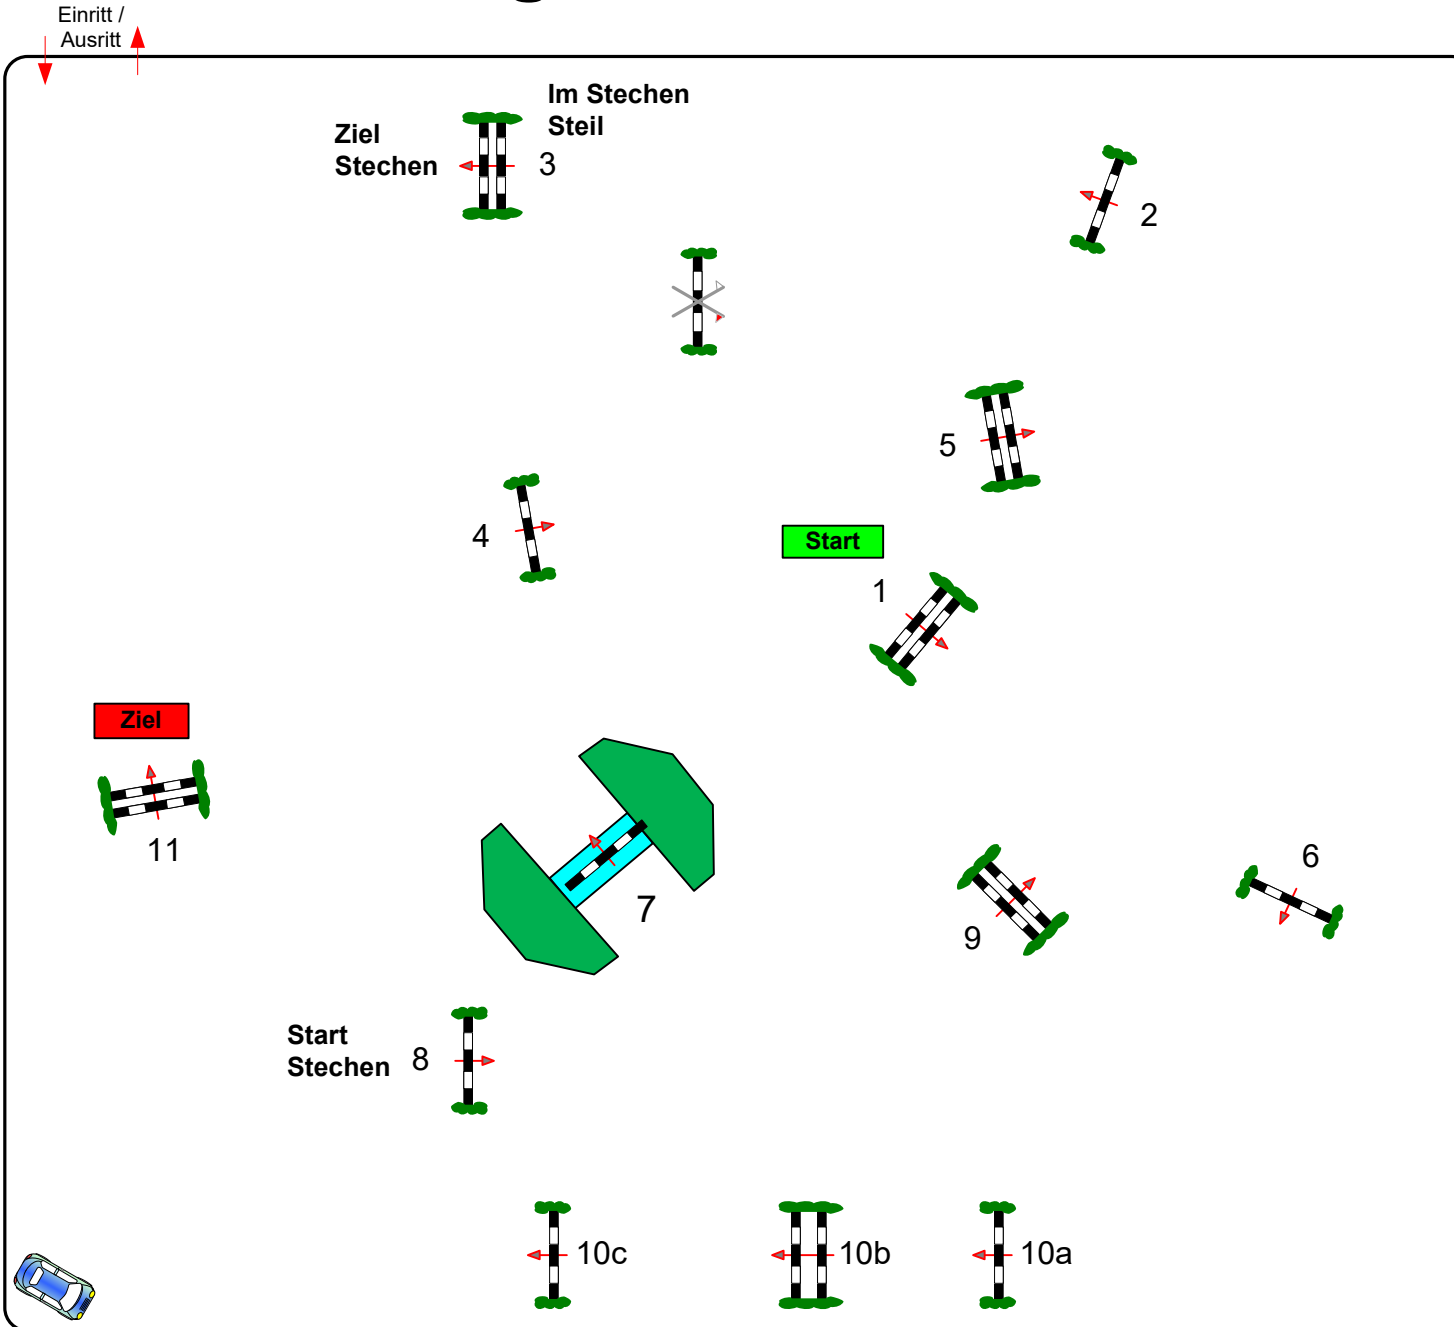 Einritt /
Ausritt
Im Stechen
Steil
Ziel
Stechen
3
2
5
4
Start
1
Ziel
11
6
7
9
Start
Stechen
8
10c
10b
10a